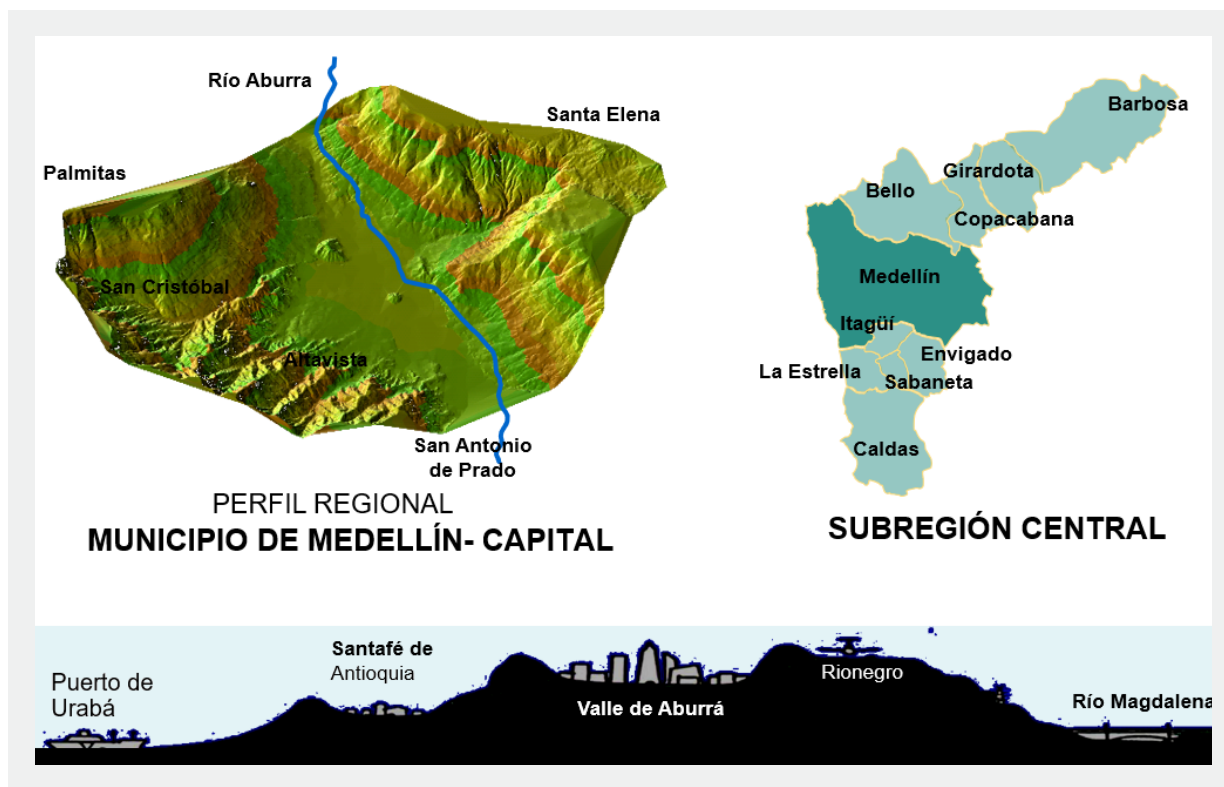 Río Aburra
Santa Elena
Palmitas
San Cristóbal
Altavista
San Antonio
de Prado
PERFIL REGIONAL
MUNICIPIO DE MEDELLÍN- CAPITAL
Barbosa
Girardota
Bello
Copacabana
Medellín
Itagüí
Envigado
La Estrella
Sabaneta
Caldas
SUBREGIÓN CENTRAL
Puerto de
Urabá
Santafé de
Antioquia
Valle de Aburrá
Rionegro
Río Magdalena